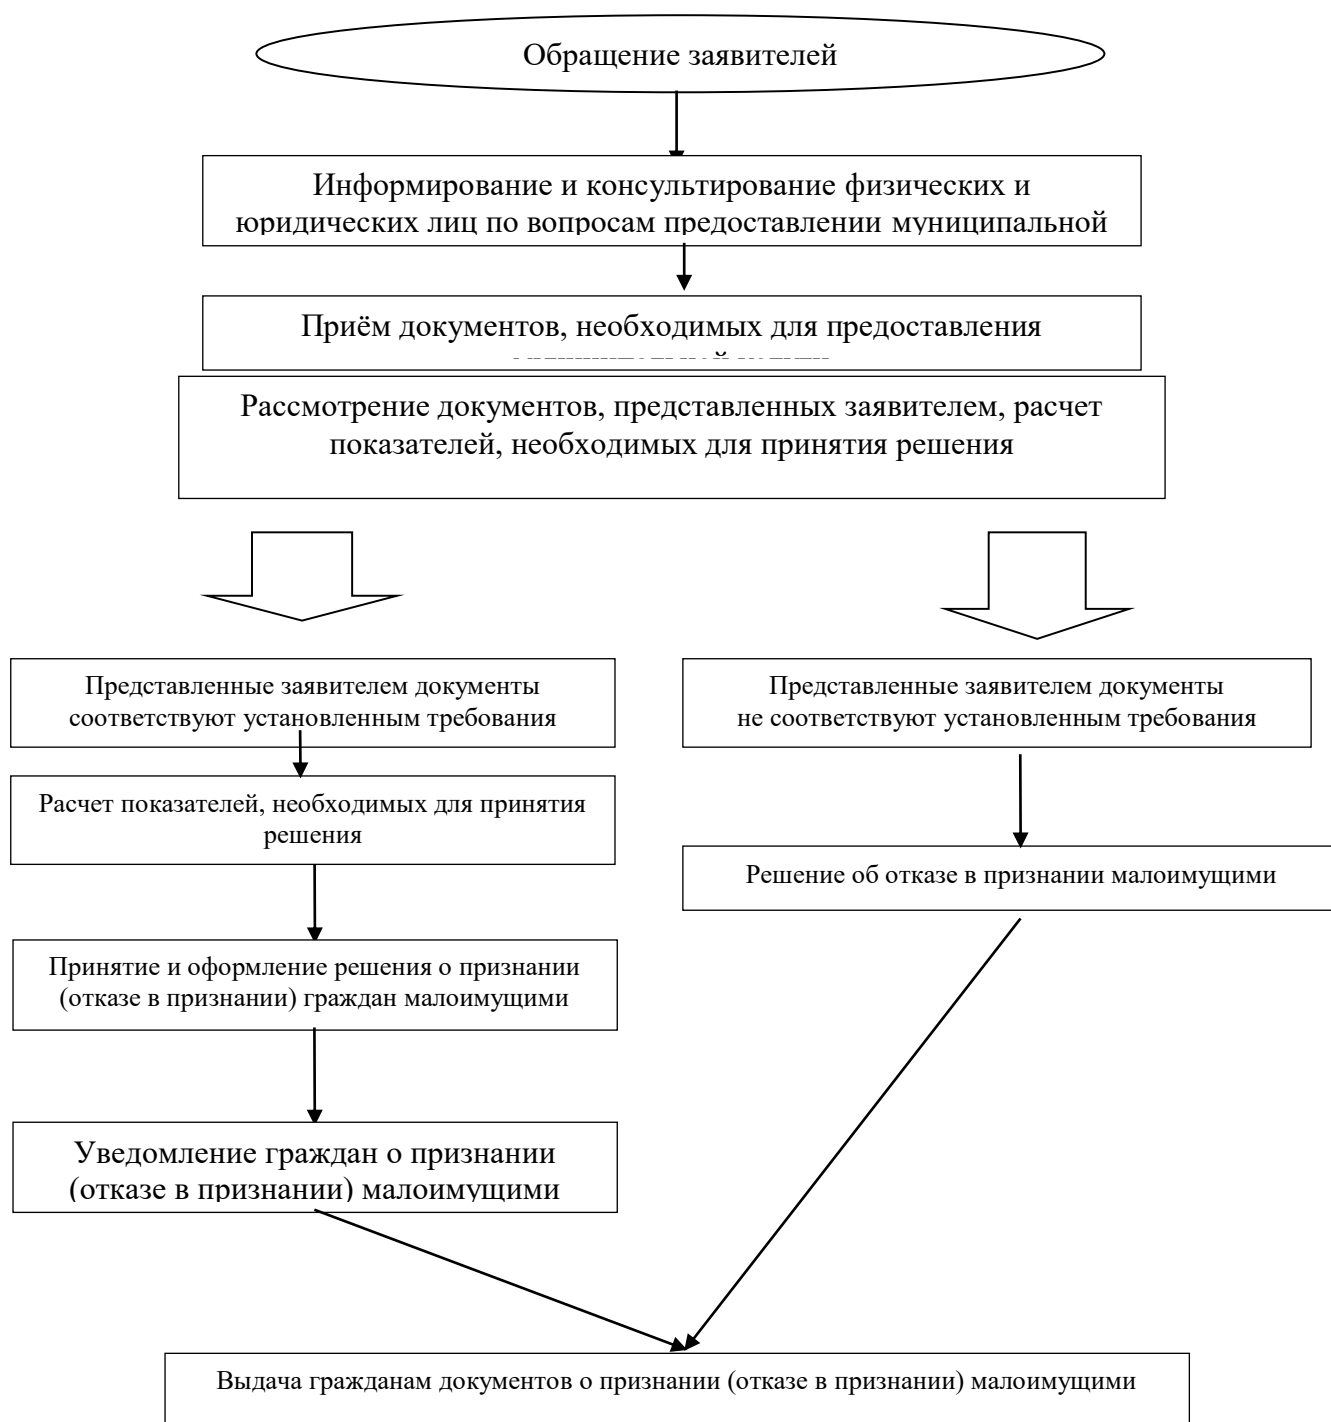 Обращение заявителей
Информирование и консультирование физических и
юридических лиц по вопросам предоставлении муниципальной
Приём документов, необходимых для предоставления
Рассмотрение документов, представленных заявителем, расчет
показателей, необходимых для принятия решения
Представленные заявителем документы
соответствуют установленным требования
Представленные заявителем документы
не соответствуют установленным требования
Расчет показателей, необходимых для принятия
решения
Решение об отказе в признании малоимущими
Принятие и оформление решения о признании
(отказе в признании) граждан малоимущими
Уведомление граждан о признании
(отказе в признании) малоимущими
Выдача гражданам документов о признании (отказе в признании) малоимущими